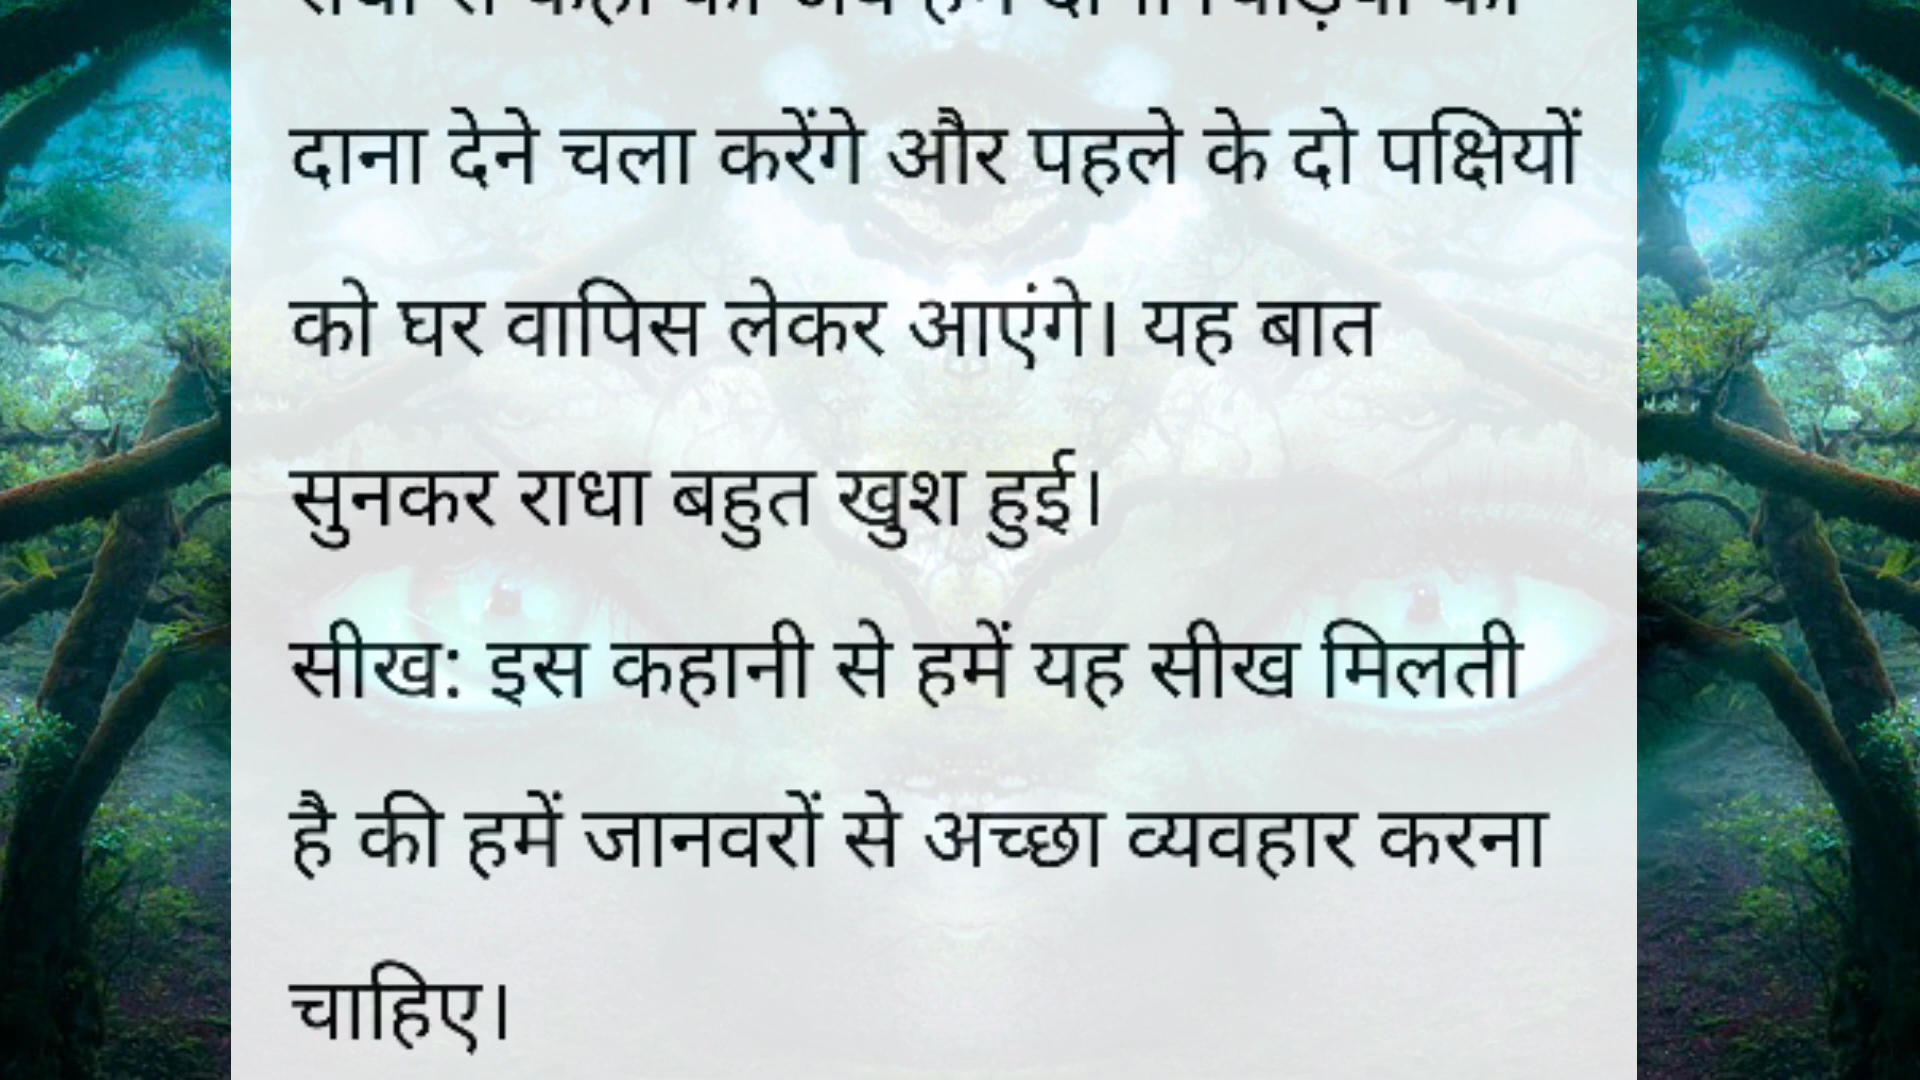 दाना देने चला करेंगे और पहले के दो पक्षियों
को घर वापिस लेकर आएंगे। यह बात
सुनकर राधा बहुत खुश हुई।
सीख: इस कहानी से हमें यह सीख मिलती
है की हमें जानवरों से अच्छा व्यवहार करना
चाहिए।